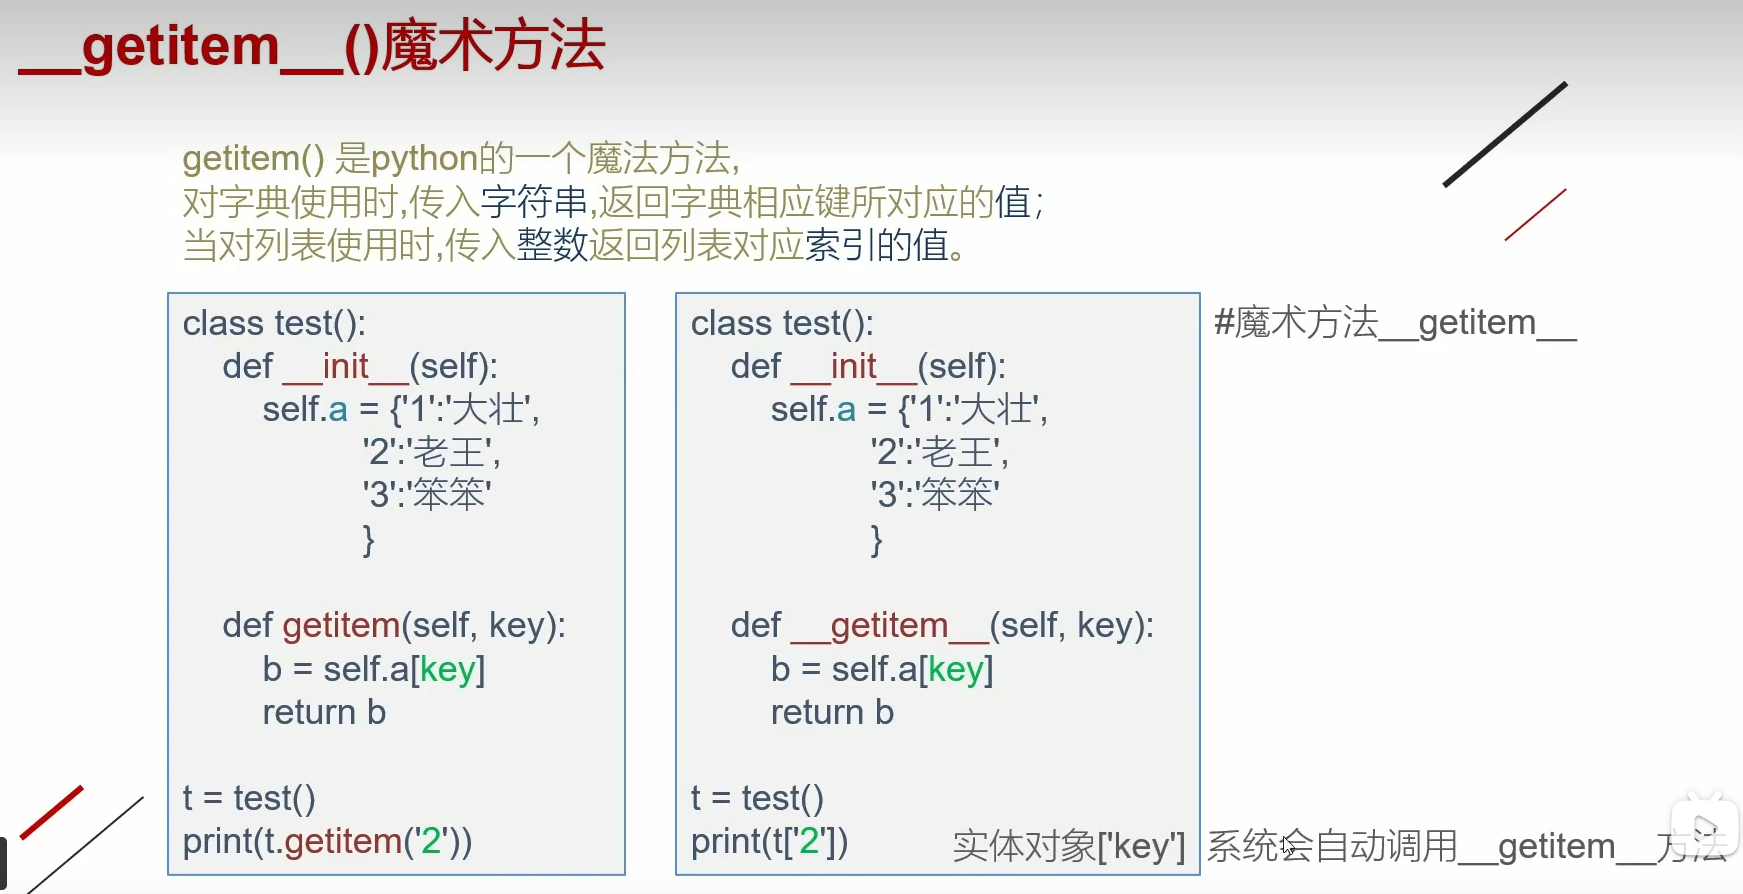 __getitem__()魔术方法
getitem() 是python的一个魔法方法,
对字典使用时,传入字符串,返回字典相应键所对应的值;
当对列表使用时,传入整数返回列表对应索引的值。
class test():
def __init__(self):
self.a = {'1':'大壮',
'2':'老王',
'3':'笨笨'
}
def getitem(self, key):
b = self.a[key]
return b
t = test()
print(t.getitem('2'))
class test():
def __init__(self):
self.a = {'1':'大壮',
'2':'老王',
'3':'笨笨'
}
def __getitem__(self, key):
b = self.a[key]
return b
t = test()
print(t['2'])
#魔术方法__getitem__
实体对象['key'] 系统会自动调用__getitem__方法